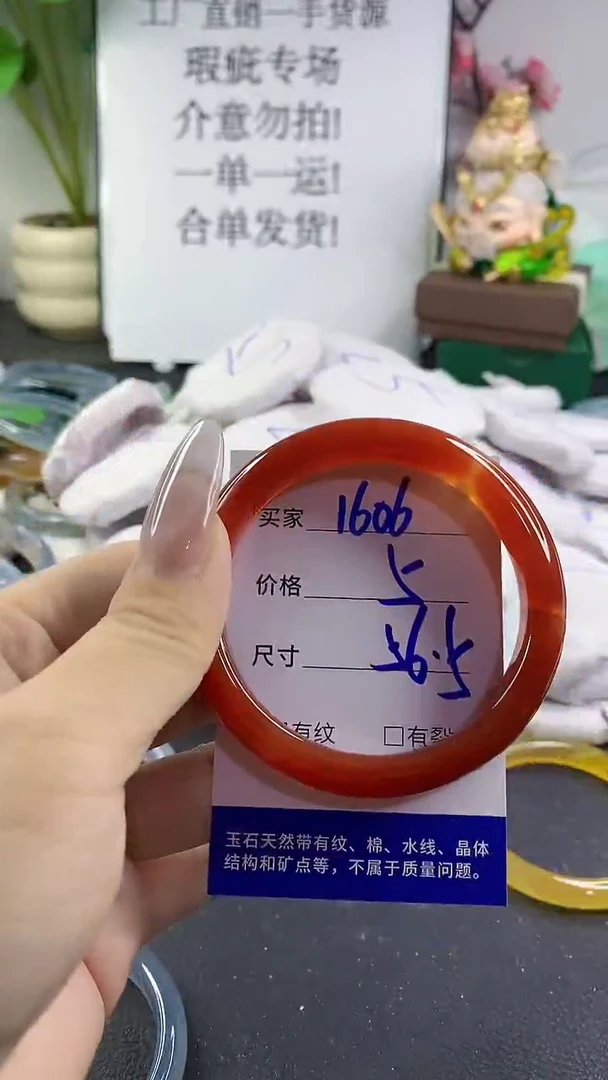 工厂直销一手货源
瑕疵专场
介意勿拍!
一单一运!
合单发货!
买家 1606
价格 5
尺寸 56.5
有纹 □有裂
玉石天然带有纹、棉、水线、晶体
结构和矿点等，不属于质量问题。